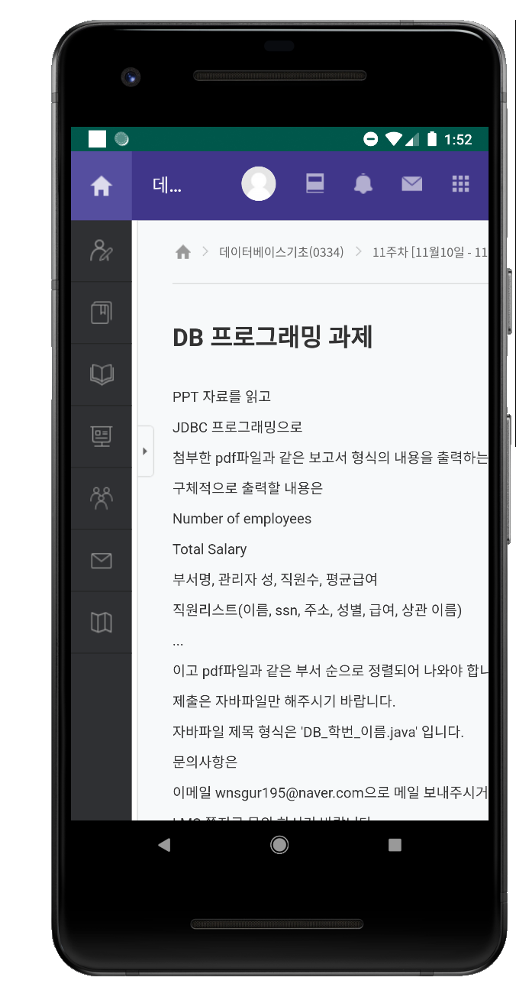 1:52
데...
데이터베이스기초(0334)
11주차 [11월10일 - 11
DB 프로그래밍 과제
PPT 자료를 읽고
JDBC 프로그래밍으로
첨부한 pdf파일과 같은 보고서 형식의 내용을 출력하는
구체적으로 출력할 내용은
Number of employees
Total Salary
부서명, 관리자 성, 직원수, 평균급여
직원리스트(이름, ssn, 주소, 성별, 급여, 상관 이름)
...
이고 pdf파일과 같은 부서 순으로 정렬되어 나와야 합니
제출은 자바파일만 해주시기 바랍니다.
자바파일 제목 형식은 'DB_학번_이름.java' 입니다.
문의사항은
이메일 wnsgur195@naver.com으로 메일 보내주시거